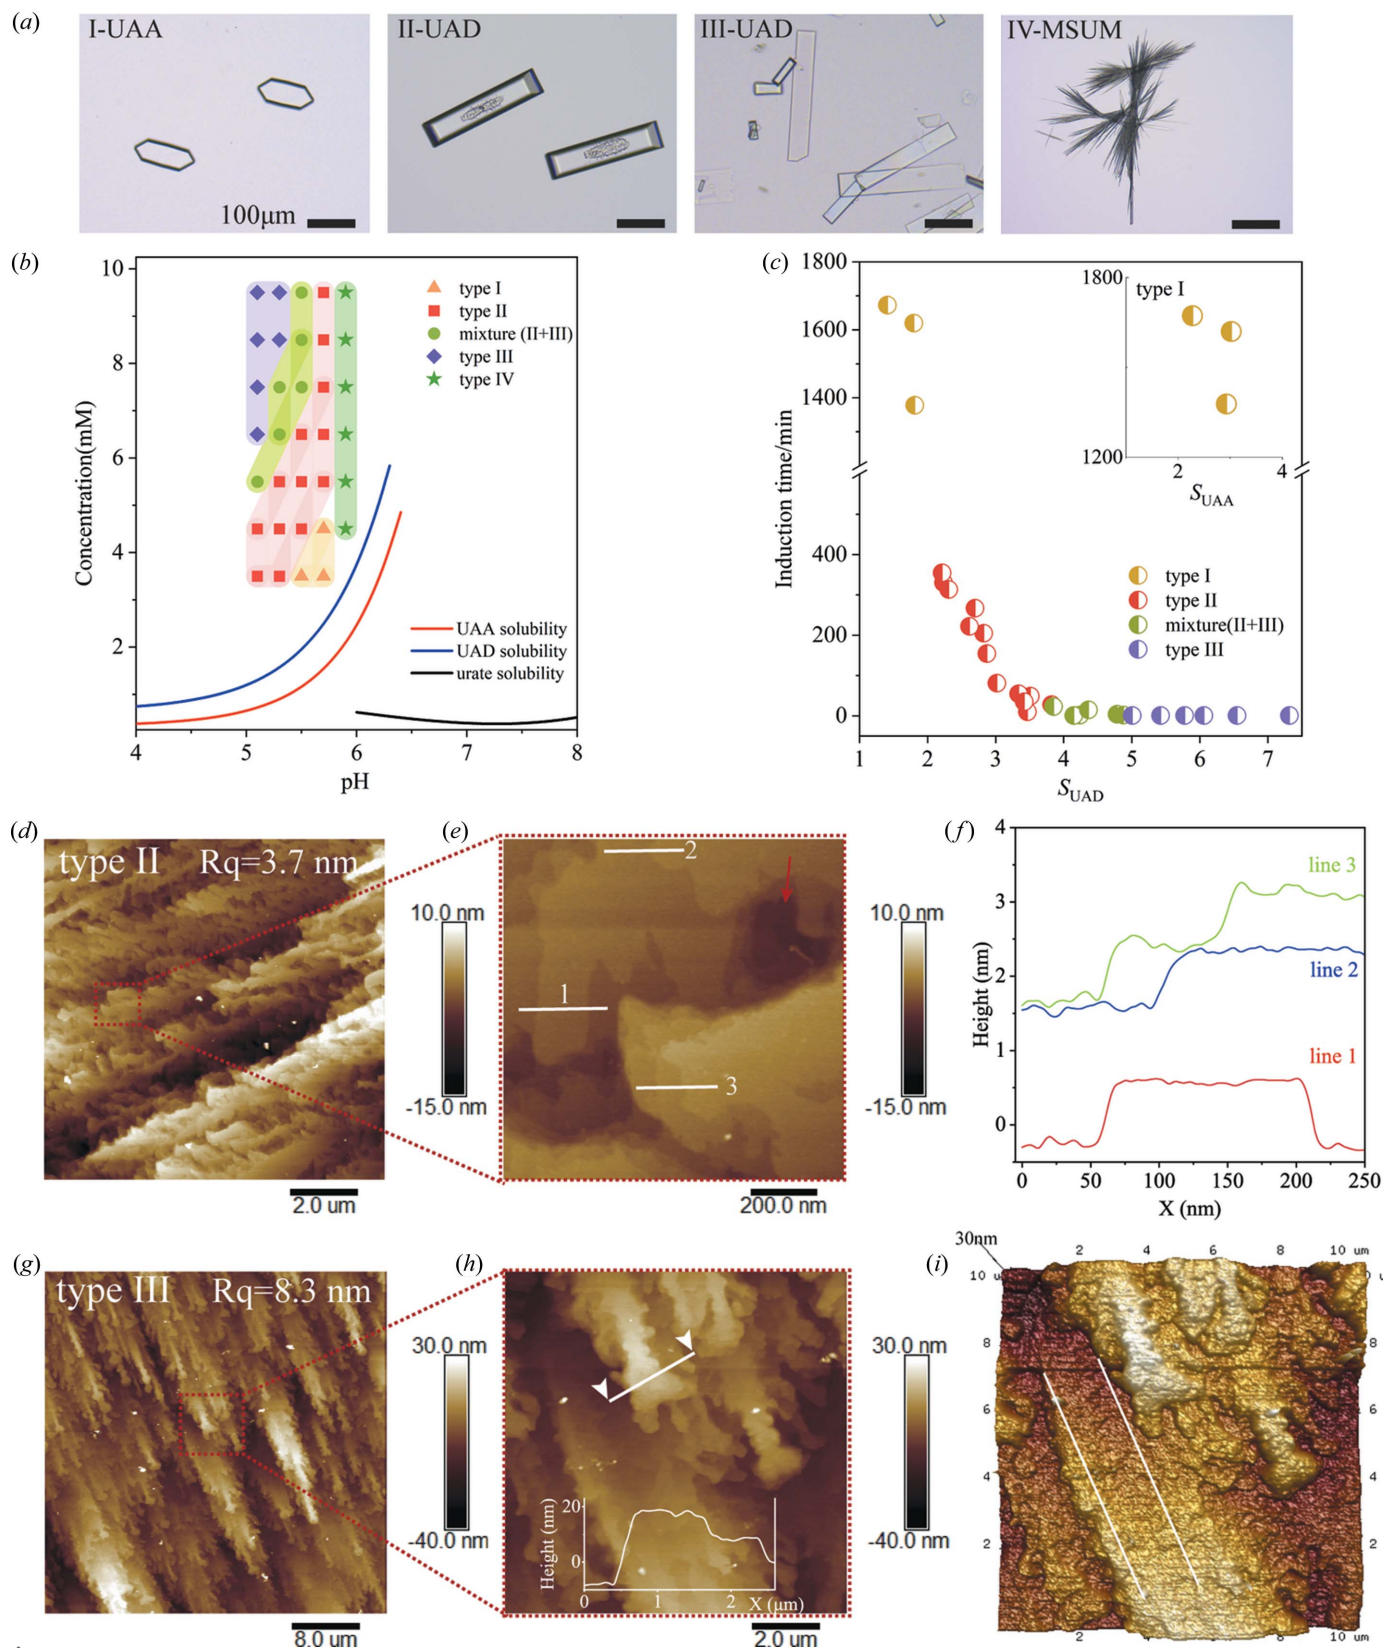 (a)
I-UAA
II-UAD
III-UAD
IV-MSUM
100μm
(b)
10
8
6
4
2
Concentration(mM)
type I
type II
mixture (II+III)
type III
type IV
UAA solubility
UAD solubility
urate solubility
4 5 6 7 8
pH
(c)
1800
1600
1400
400
200
0
Induction time/min
type I
1800
1200
2 4
SUAA
type I
type II
mixture(II+III)
type III
1 2 3 4 5 6 7
SUAD
(d)
type II Rq=3.7 nm
10.0 nm
-15.0 nm
2.0 um
(e)
2
1
3
10.0 nm
-15.0 nm
200.0 nm
(f)
4
3
2
1
0
Height (nm)
line 3
line 2
line 1
0 50 100 150 200 250
X (nm)
(g)
type III Rq=8.3 nm
30.0 nm
-40.0 nm
8.0 um
(h)
Height (nm)
20
0
0 1 2 X (μm)
30.0 nm
-40.0 nm
2.0 um
(i)
30nm
2 4 6 8 10 um
10 u
8
6
4
2
8
6
4
2
2 4 6 8 10 um